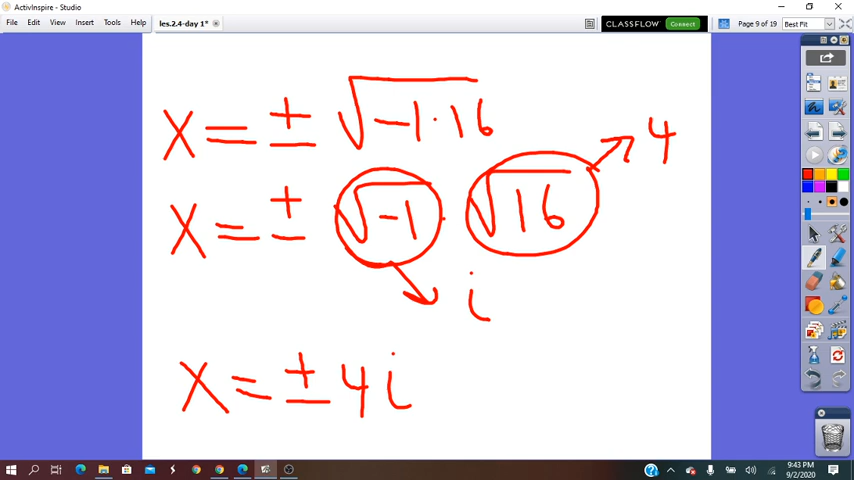 ActivInspire - Studio
File Edit View Insert Tools Help
les.2.4-day 1*
CLASSFLOW Connect
Page 9 of 19
Best Fit
x = ± √-1·16
4
x = ± √-1 · √16
i
x = ± 4i
9:43 PM
9/2/2020